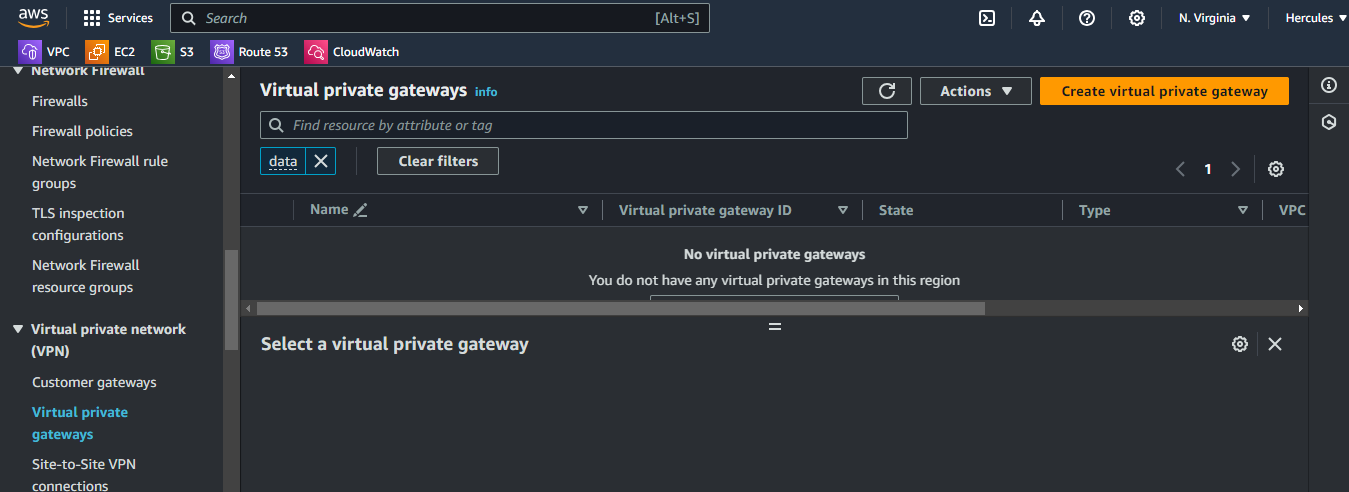 aws
Services
Search
[Alt+S]
N. Virginia
Hercules
VPC
EC2
S3
Route 53
CloudWatch
Network Firewall
Firewalls
Firewall policies
Network Firewall rule
groups
TLS inspection
configurations
Network Firewall
resource groups
Virtual private network
(VPN)
Customer gateways
Virtual private
gateways
Site-to-Site VPN
connections
Virtual private gateways info
Actions
Create virtual private gateway
Find resource by attribute or tag
data
Clear filters
1
Name
Virtual private gateway ID
State
Type
VPC
No virtual private gateways
You do not have any virtual private gateways in this region
Select a virtual private gateway